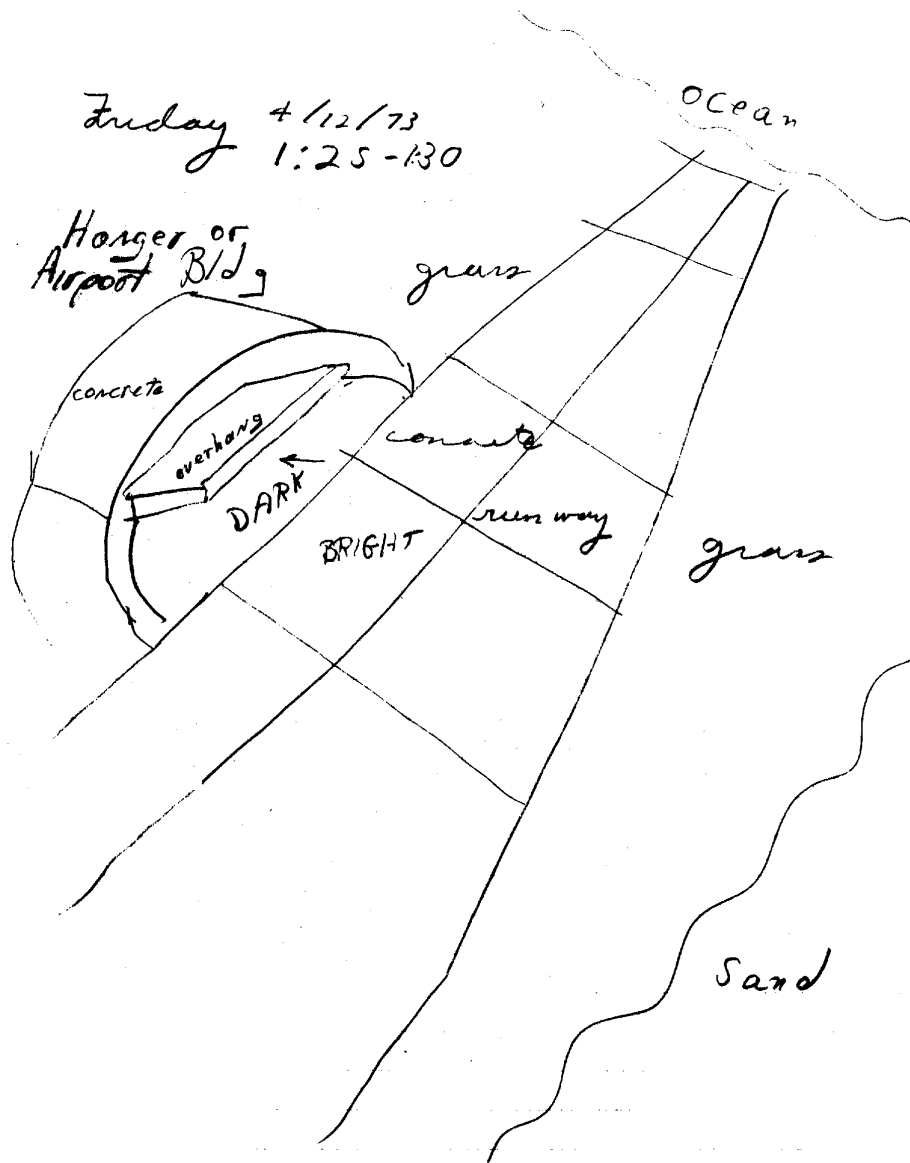 Friday 4/12/73
1:25-1:30
ocean
Hanger or
Airport Bldg
grass
concrete
overhang
concrete
DARK
BRIGHT
runway
grass
Sand